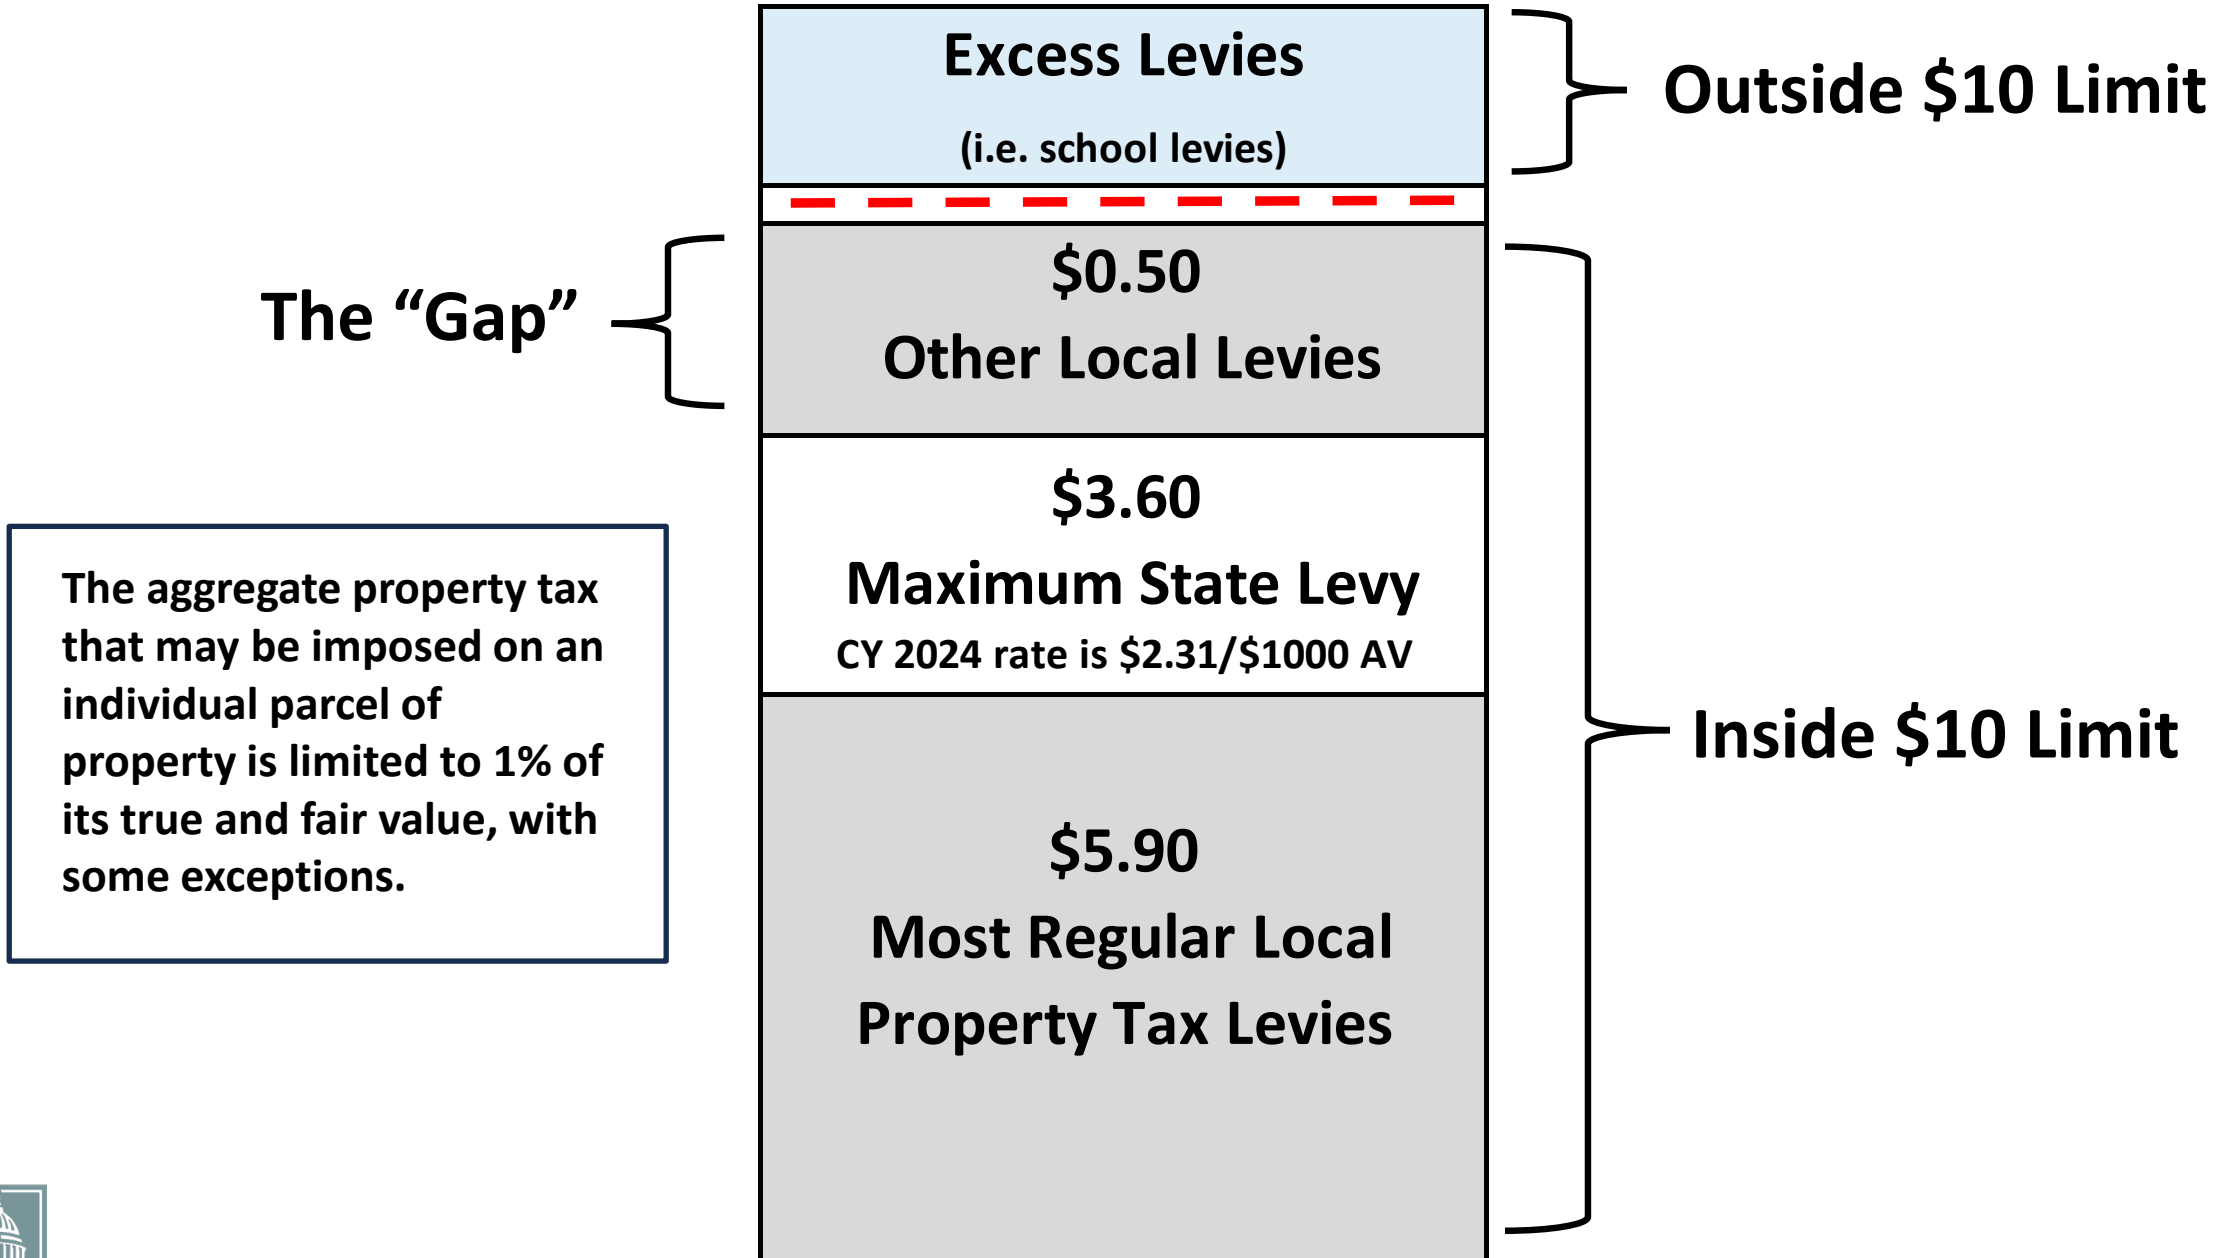 Excess Levies
(i.e. school levies)
Outside $10 Limit
The “Gap”
$0.50
Other Local Levies
$3.60
Maximum State Levy
CY 2024 rate is $2.31/$1000 AV
The aggregate property tax
that may be imposed on an
individual parcel of
property is limited to 1% of
its true and fair value, with
some exceptions.
Inside $10 Limit
$5.90
Most Regular Local
Property Tax Levies